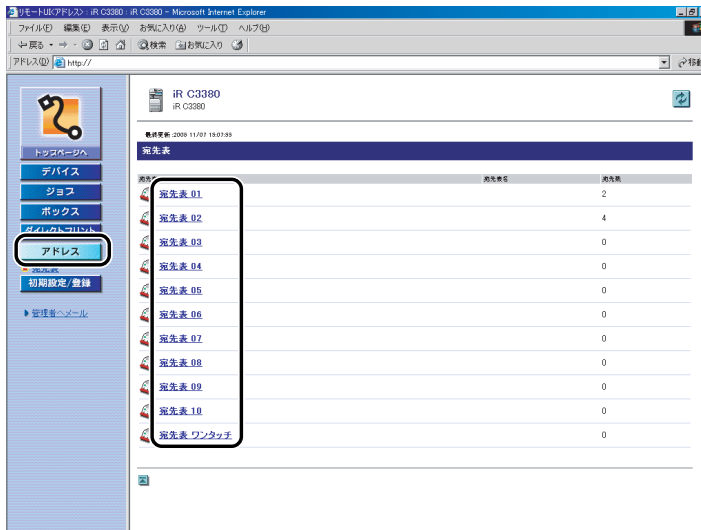 リモートUI<アドレス> : iR C3380 : iR C3380 - Microsoft Internet Explorer
ファイル(F) 編集(E) 表示(V) お気に入り(A) ツール(T) ヘルプ(H)
戻る 検索 お気に入り
アドレス(D) http:// 移動
iR C3380
iR C3380
最終更新 :2006 11/07 19:07:33
トップページへ
宛先表
デバイス
ジョブ
ボックス
ダイレクトプリント
アドレス
宛先表
初期設定/登録
管理者へメール
宛先表名 宛先数
宛先表 01 2
宛先表 02 4
宛先表 03 0
宛先表 04 0
宛先表 05 0
宛先表 06 0
宛先表 07 0
宛先表 08 0
宛先表 09 0
宛先表 10 0
宛先表 ワンタッチ 0